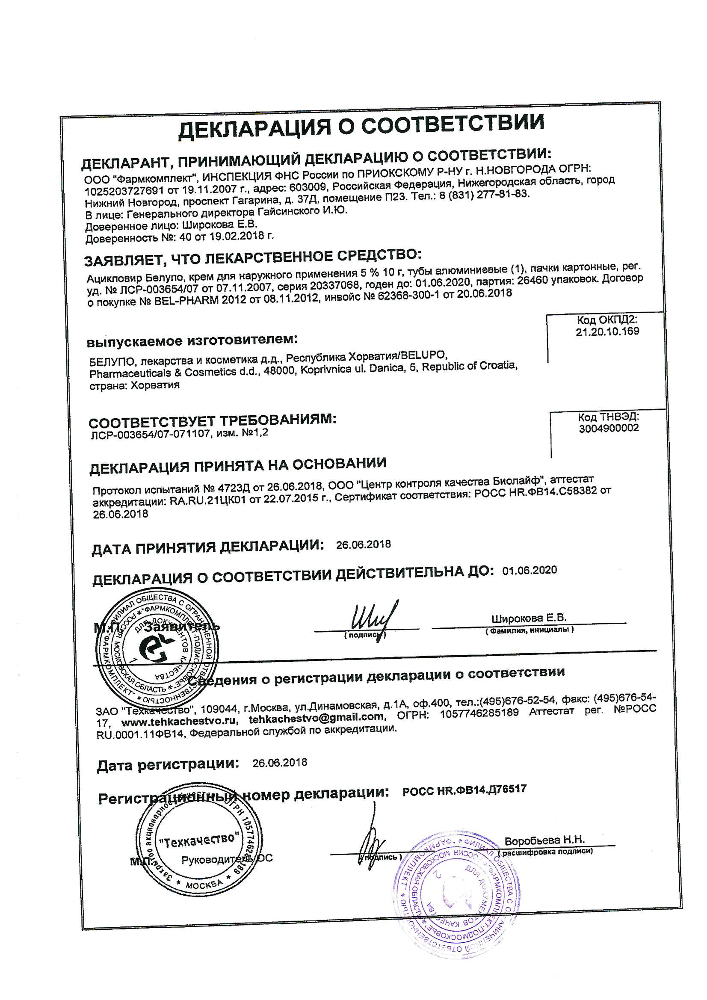 ДЕКЛАРАЦИЯ О СООТВЕТСТВИИ
ДЕКЛАРАНТ, ПРИНИМАЮЩИЙ ДЕКЛАРАЦИЮ О СООТВЕТСТВИИ:
ООО "Фармкомплект", ИНСПЕКЦИЯ ФНС России по ПРИОКСКОМУ Р-НУ г. Н.НОВГОРОДА ОГРН:
1025203727691 от 19.11.2007 г., адрес: 603009, Российская Федерация, Нижегородская область, город
Нижний Новгород, проспект Гагарина, д. 37Д, помещение П23. Тел.: 8 (831) 277-81-83.
В лице: Генерального директора Гайсинского И.Ю.
Доверенное лицо: Широкова Е.В.
Доверенность №: 40 от 19.02.2018 г.
ЗАЯВЛЯЕТ, ЧТО ЛЕКАРСТВЕННОЕ СРЕДСТВО:
Ацикловир Белупо, крем для наружного применения 5 % 10 г, тубы алюминиевые (1), пачки картонные, рег.
уд. № ЛСР-003654/07 от 07.11.2007, серия 20337068, годен до: 01.06.2020, партия: 26460 упаковок. Договор
о покупке № BEL-PHARM 2012 от 08.11.2012, инвойс № 62368-300-1 от 20.06.2018
Код ОКПД2:
21.20.10.169
выпускаемое изготовителем:
БЕЛУПО, лекарства и косметика д.д., Республика Хорватия/BELUPO,
Pharmaceuticals & Cosmetics d.d., 48000, Koprivnica ul. Danica, 5, Republic of Croatia,
страна: Хорватия
Код ТНВЭД:
3004900002
СООТВЕТСТВУЕТ ТРЕБОВАНИЯМ:
ЛСР-003654/07-071107, изм. №1,2
ДЕКЛАРАЦИЯ ПРИНЯТА НА ОСНОВАНИИ
Протокол испытаний № 4723Д от 26.06.2018, ООО "Центр контроля качества Биолайф", аттестат
аккредитации: RA.RU.21ЦК01 от 22.07.2015 г., Сертификат соответствия: РОСС HR.ФВ14.С58382 от
26.06.2018
ДАТА ПРИНЯТИЯ ДЕКЛАРАЦИИ: 26.06.2018
ДЕКЛАРАЦИЯ О СООТВЕТСТВИИ ДЕЙСТВИТЕЛЬНА ДО: 01.06.2020
М.П. Заявитель
Широкова Е.В.
( подпись ) ( Фамилия, инициалы )
ФИЛИАЛ ОБЩЕСТВА С ОГРАНИЧЕННОЙ ОТВЕТСТВЕННОСТЬЮ * "ФАРМКОМПЛЕКТ" *
"ФАРМКОМПЛЕКТ-ПОДМОСКОВЬЕ" * РОССИЯ МОСКОВСКАЯ ОБЛАСТЬ *
ДЛЯ ДОКУМЕНТОВ КАЧЕСТВА
1
Сведения о регистрации декларации о соответствии
ЗАО "Техкачество", 109044, г.Москва, ул.Динамовская, д.1А, оф.400, тел.:(495)676-52-54, факс: (495)676-54-
17, www.tehkachestvo.ru, tehkachestvo@gmail.com, ОГРН: 1057746285189 Аттестат рег. №РОСС
RU.0001.11ФВ14, Федеральной службой по аккредитации.
Дата регистрации: 26.06.2018
Регистрационный номер декларации: РОСС HR.ФВ14.Д76517
Закрытое акционерное общество * ОГРН 1057746285189 * МОСКВА *
"Техкачество"
М.П. Руководитель ОС
Воробьева Н.Н.
( подпись ) ( расшифровка подписи)
ФИЛИАЛ ОБЩЕСТВА С ОГРАНИЧЕННОЙ ОТВЕТСТВЕННОСТЬЮ * "ФАРМКОМПЛЕКТ" *
"ФАРМКОМПЛЕКТ-ПОДМОСКОВЬЕ" * РОССИЯ МОСКОВСКАЯ ОБЛАСТЬ *
ДЛЯ ДОКУМЕНТОВ КАЧЕСТВА
2